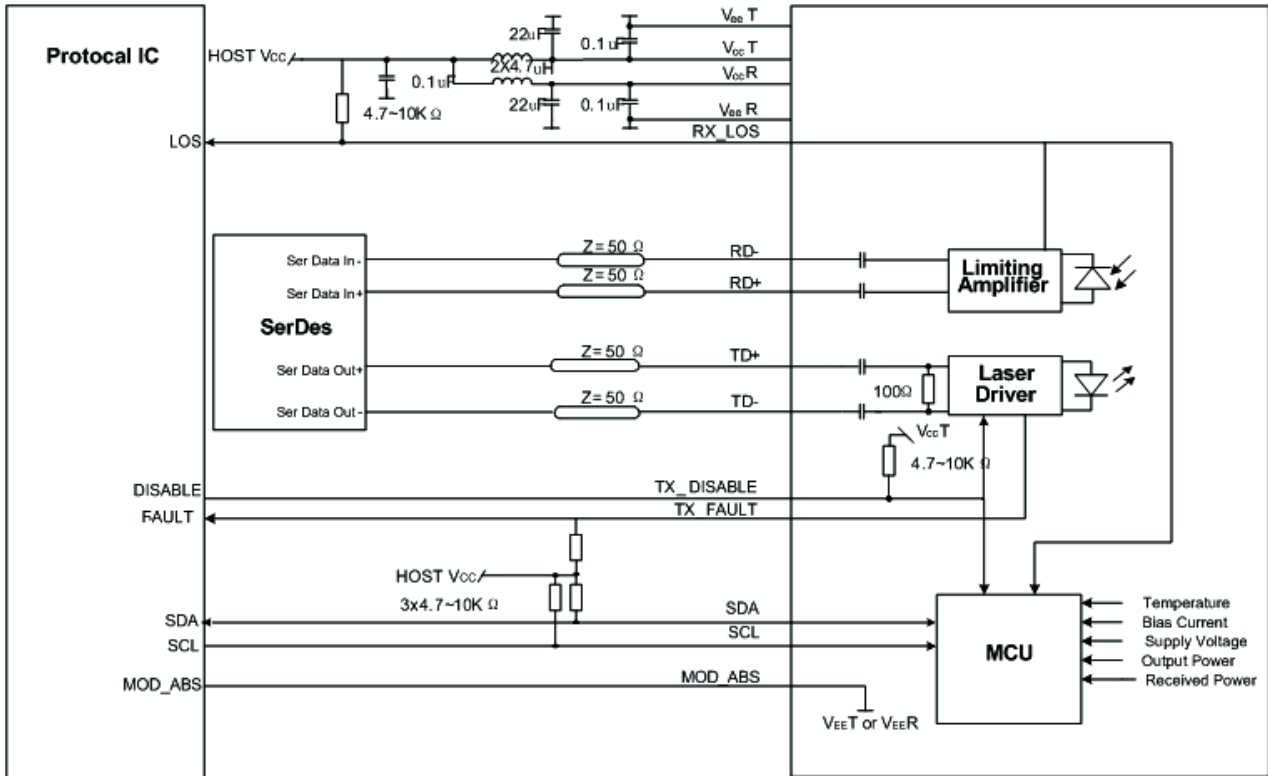 Protocal IC
HOST Vcc
22uF
0.1uF
VeeT
VccT
2X4.7uH
0.1uF
VccR
4.7~10K Ω
22uF
0.1uF
VeeR
LOS
RX_LOS
Ser Data In-
Z=50 Ω
RD-
Ser Data In+
Z=50 Ω
RD+
Limiting
Amplifier
SerDes
Ser Data Out+
Z=50 Ω
TD+
Ser Data Out-
Z=50 Ω
TD-
100Ω
Laser
Driver
VccT
4.7~10K Ω
DISABLE
TX_DISABLE
FAULT
TX_FAULT
HOST Vcc
3x4.7~10K Ω
SDA
SDA
SCL
SCL
MOD_ABS
MOD_ABS
VEET or VEER
MCU
Temperature
Bias Current
Supply Voltage
Output Power
Received Power